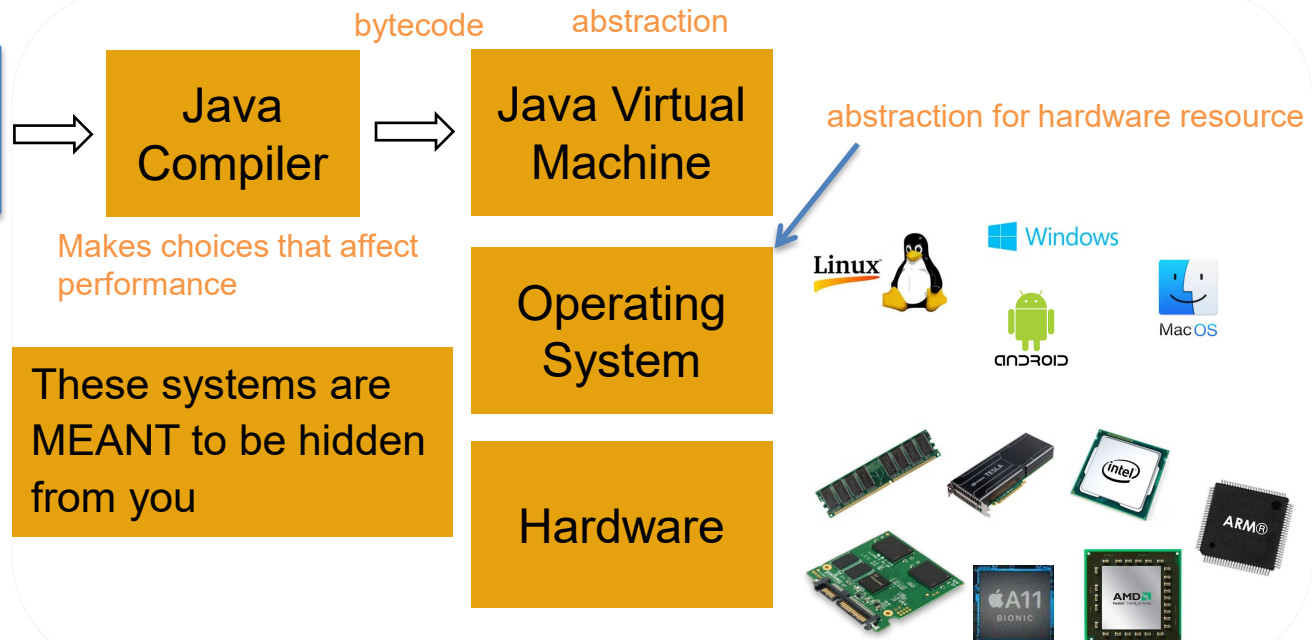 bytecode
abstraction
Java
Compiler
Java Virtual
Machine
abstraction for hardware resource
Makes choices that affect
performance
Operating
System
Linux
Windows
ANDROID
Mac OS
These systems are
MEANT to be hidden
from you
Hardware
TESLA
intel
ARM®
A11
BIONIC
AMD